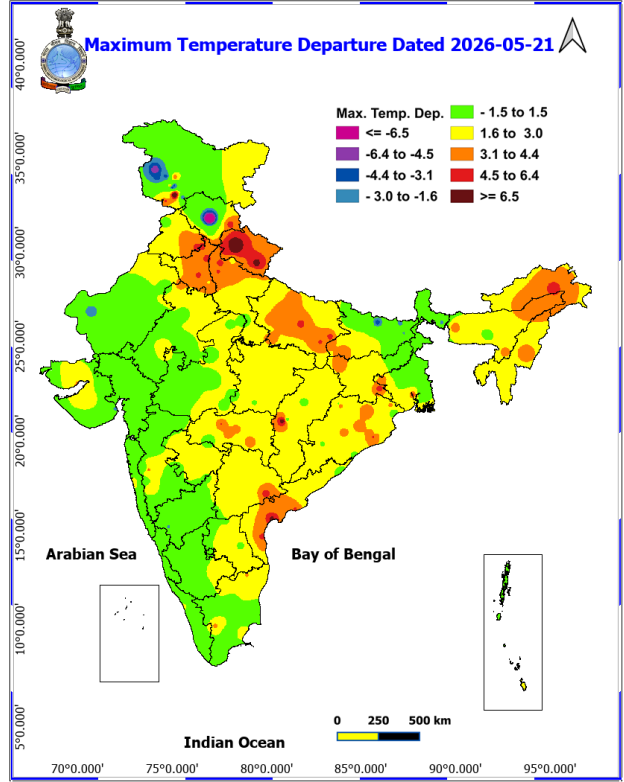 Maximum Temperature Departure Dated 2026-05-21
Max. Temp. Dep.
<= -6.5
-6.4 to -4.5
-4.4 to -3.1
- 3.0 to -1.6
- 1.5 to 1.5
1.6 to 3.0
3.1 to 4.4
4.5 to 6.4
>= 6.5
40°0.000'
35°0.000'
30°0.000'
25°0.000'
20°0.000'
15°0.000'
10°0.000'
5°0.000'
Arabian Sea
Bay of Bengal
Indian Ocean
0 250 500 km
70°0.000' 75°0.000' 80°0.000' 85°0.000' 90°0.000' 95°0.000'